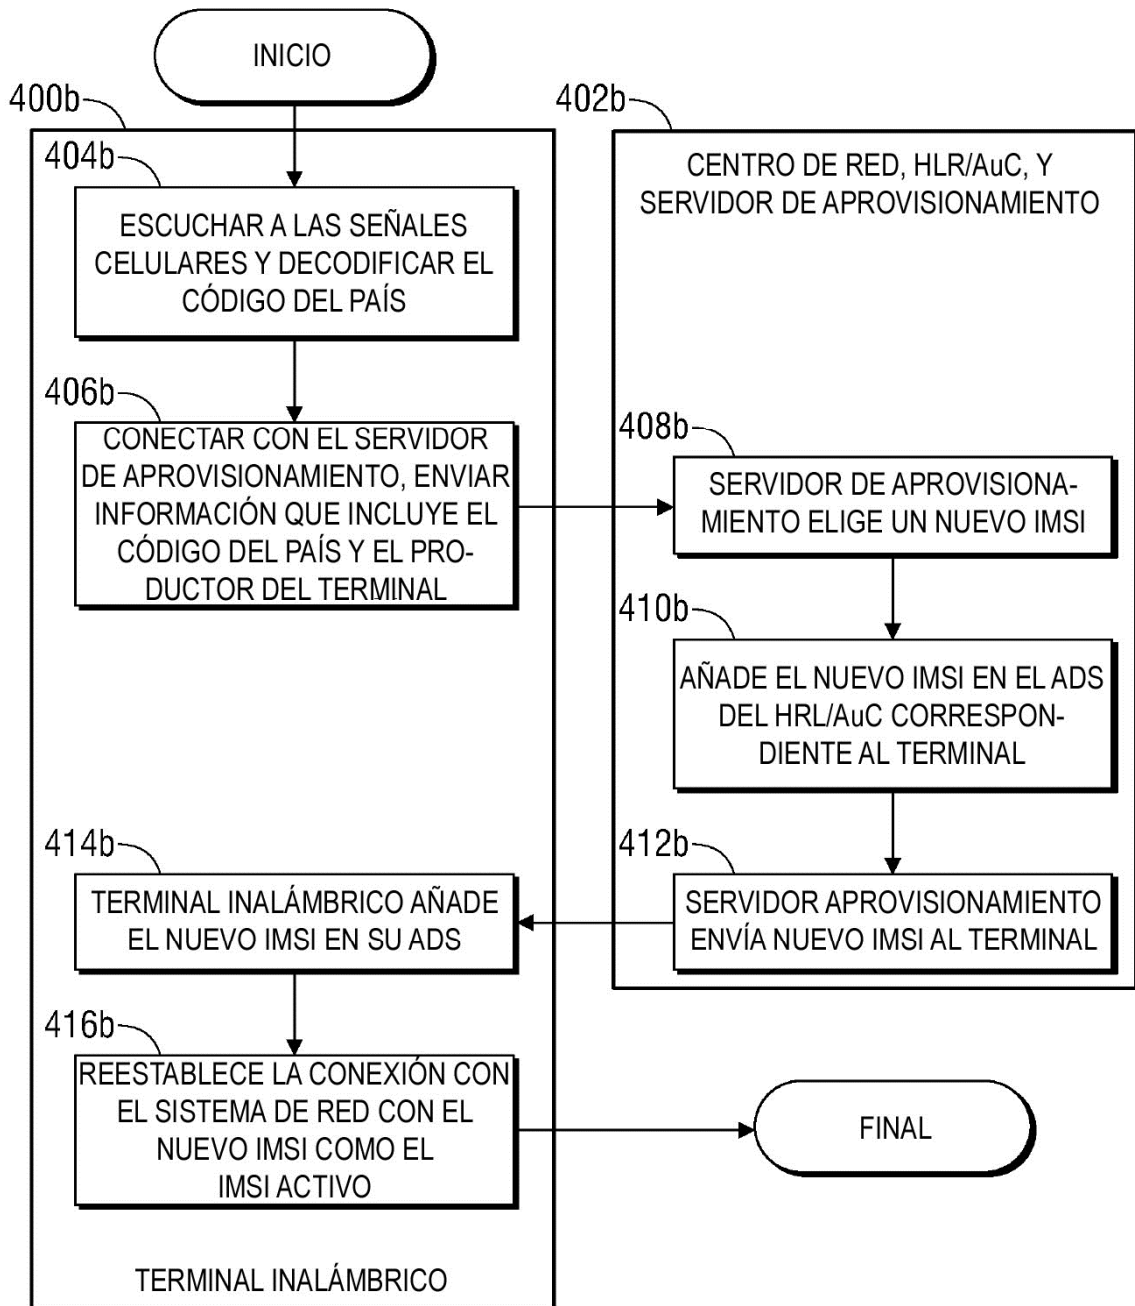 INICIO
400b
402b
404b
CENTRO DE RED, HLR/AuC, Y
SERVIDOR DE APROVISIONAMIENTO
ESCUCHAR A LAS SEÑALES
CELULARES Y DECODIFICAR EL
CÓDIGO DEL PAÍS
406b
CONECTAR CON EL SERVIDOR
DE APROVISIONAMIENTO, ENVIAR
INFORMACIÓN QUE INCLUYE EL
CÓDIGO DEL PAÍS Y EL PRO-
DUCTOR DEL TERMINAL
408b
SERVIDOR DE APROVISIONA-
MIENTO ELIGE UN NUEVO IMSI
410b
AÑADE EL NUEVO IMSI EN EL ADS
DEL HRL/AuC CORRESPON-
DIENTE AL TERMINAL
412b
SERVIDOR APROVISIONAMIENTO
ENVÍA NUEVO IMSI AL TERMINAL
414b
TERMINAL INALÁMBRICO AÑADE
EL NUEVO IMSI EN SU ADS
416b
REESTABLECE LA CONEXIÓN CON
EL SISTEMA DE RED CON EL
NUEVO IMSI COMO EL
IMSI ACTIVO
FINAL
TERMINAL INALÁMBRICO